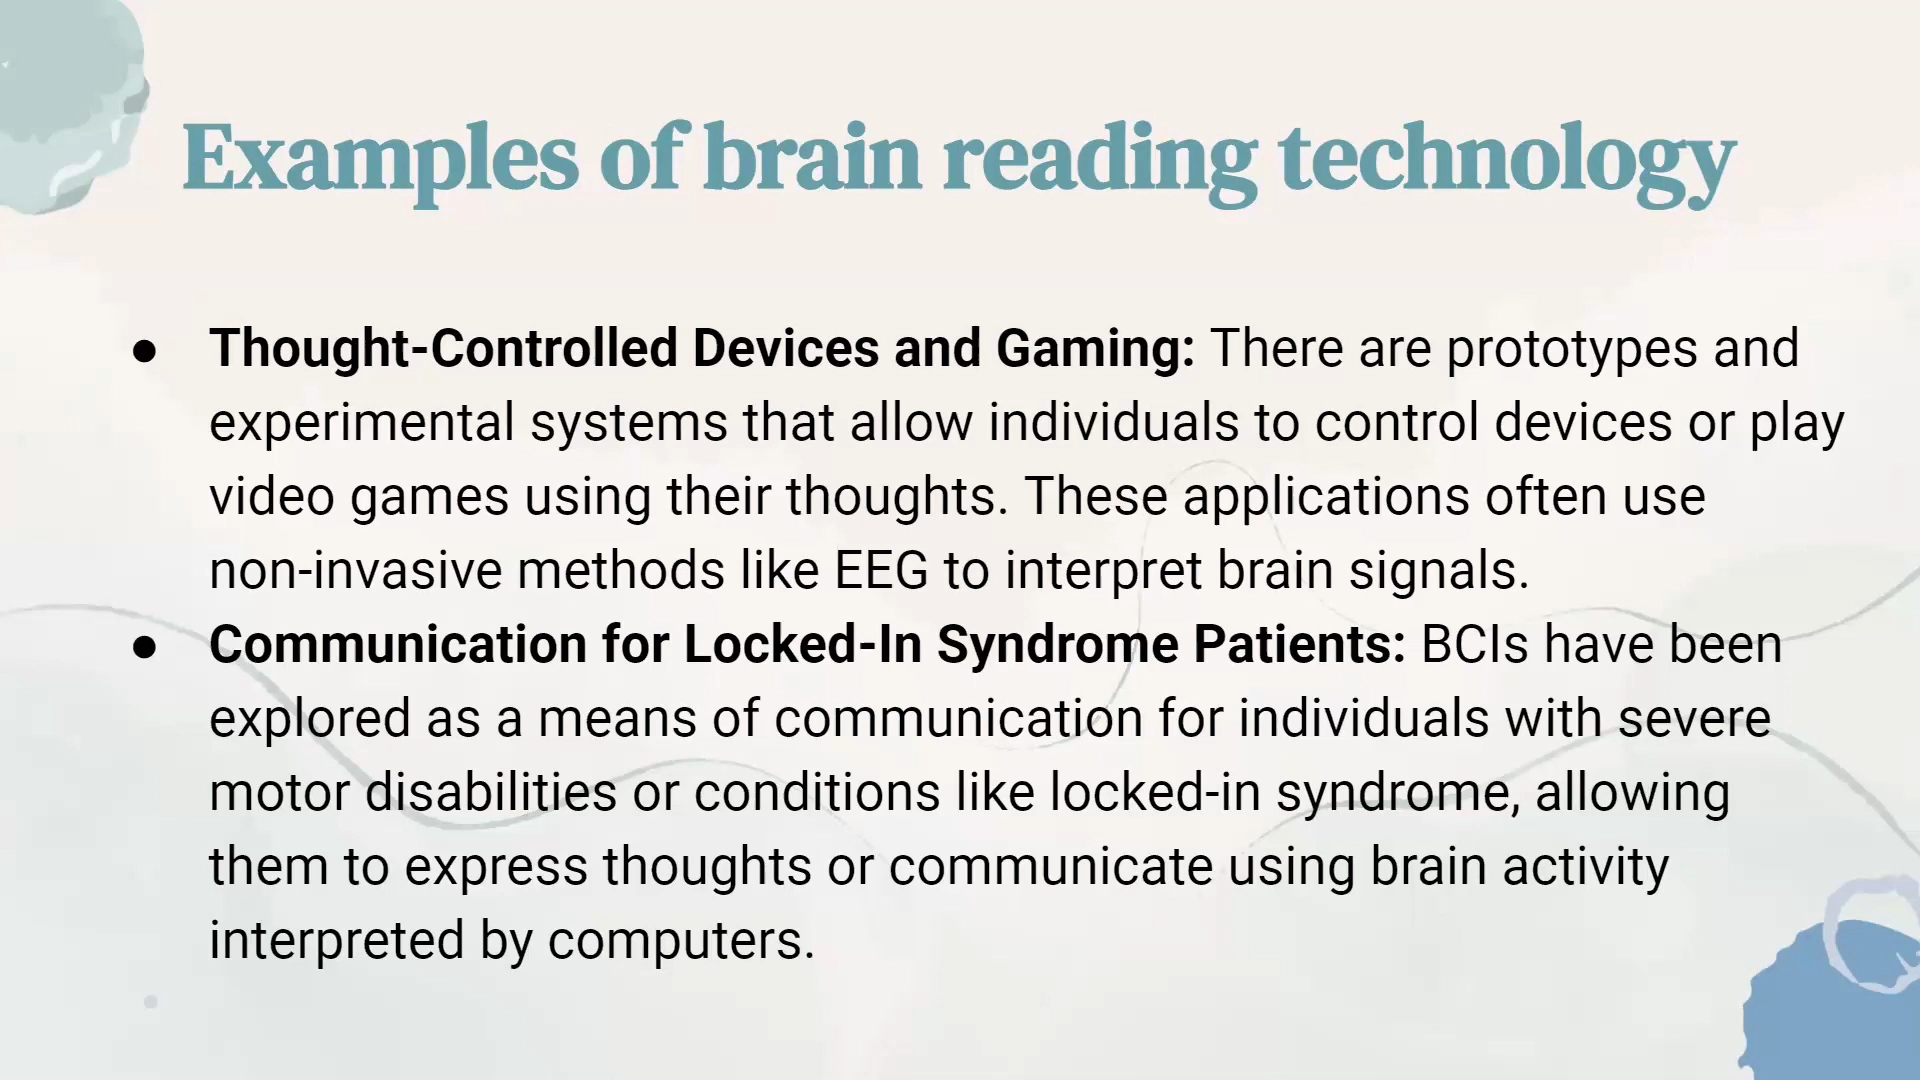 Examples of brain reading technology
● Thought-Controlled Devices and Gaming: There are prototypes and
experimental systems that allow individuals to control devices or play
video games using their thoughts. These applications often use
non-invasive methods like EEG to interpret brain signals.
● Communication for Locked-In Syndrome Patients: BCIs have been
explored as a means of communication for individuals with severe
motor disabilities or conditions like locked-in syndrome, allowing
them to express thoughts or communicate using brain activity
interpreted by computers.